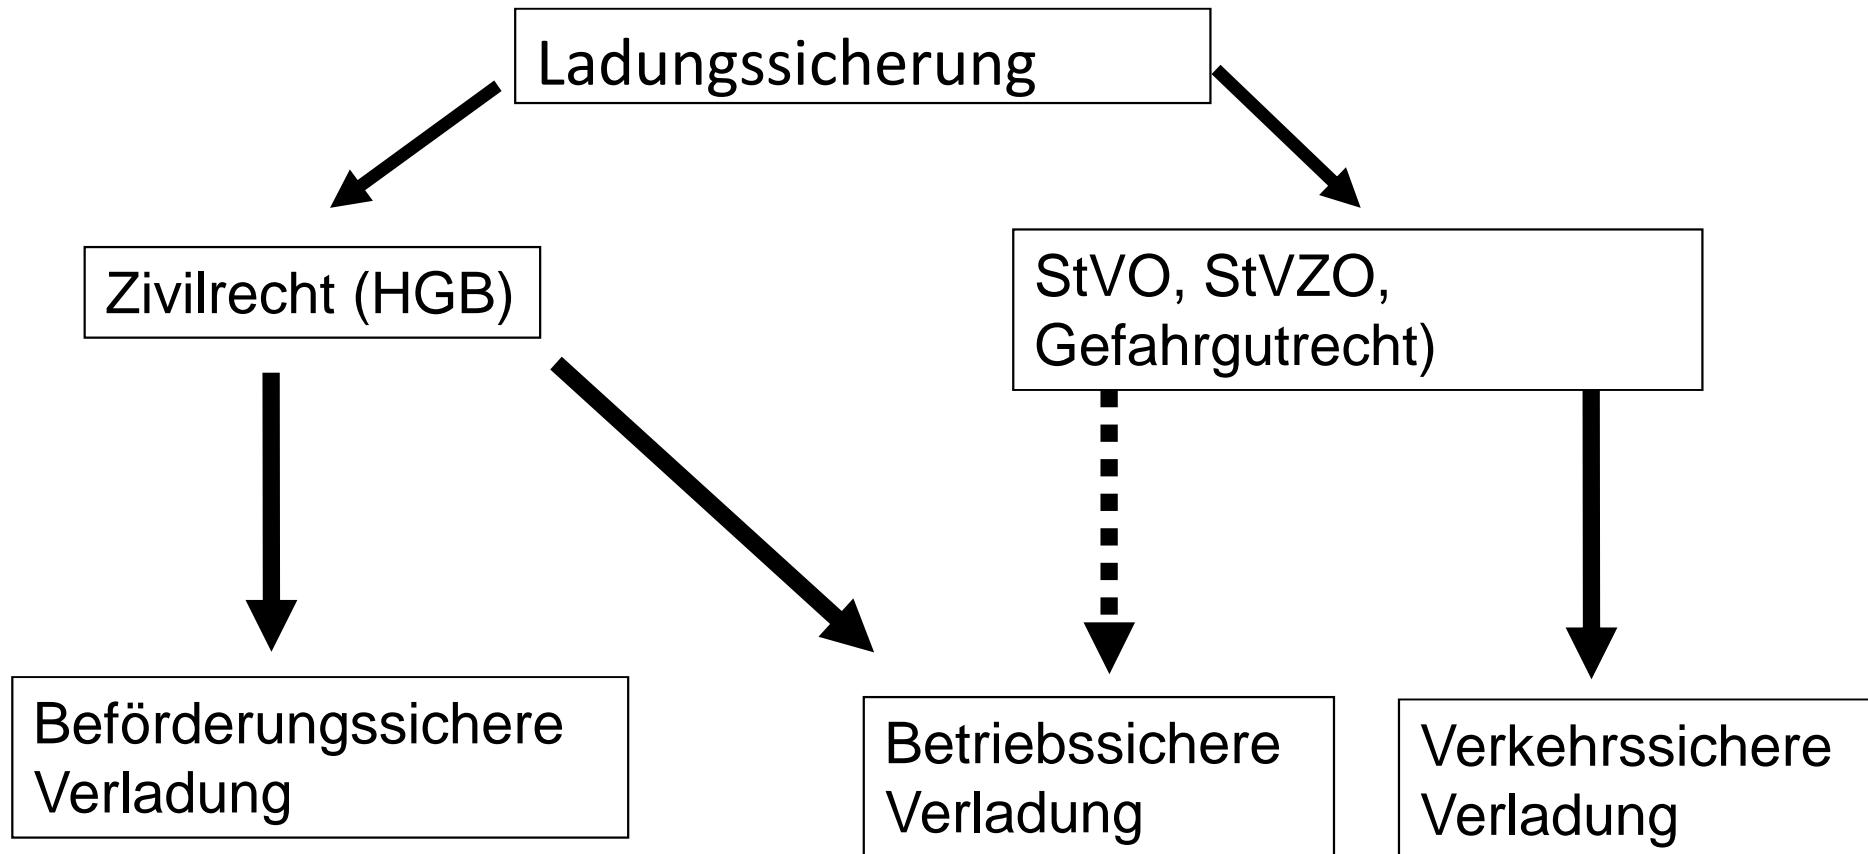 Ladungssicherung
Zivilrecht (HGB)
StVO, StVZO,
Gefahrgutrecht)
Beförderungssichere
Verladung
Betriebssichere
Verladung
Verkehrssichere
Verladung